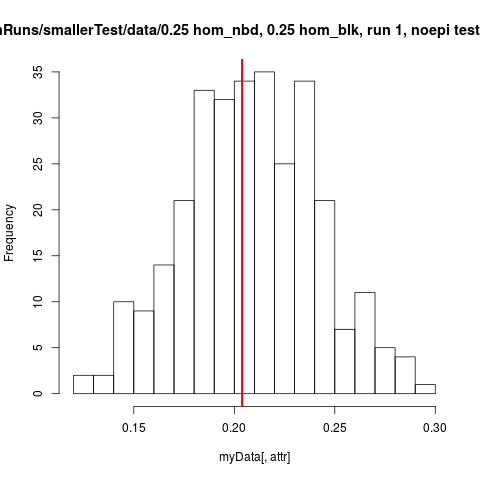 nRuns/smallerTest/data/0.25 hom_nbd, 0.25 hom_blk, run 1, noepi test
Frequency
35
30
25
20
15
10
5
0
0.15 0.20 0.25 0.30
myData[, attr]